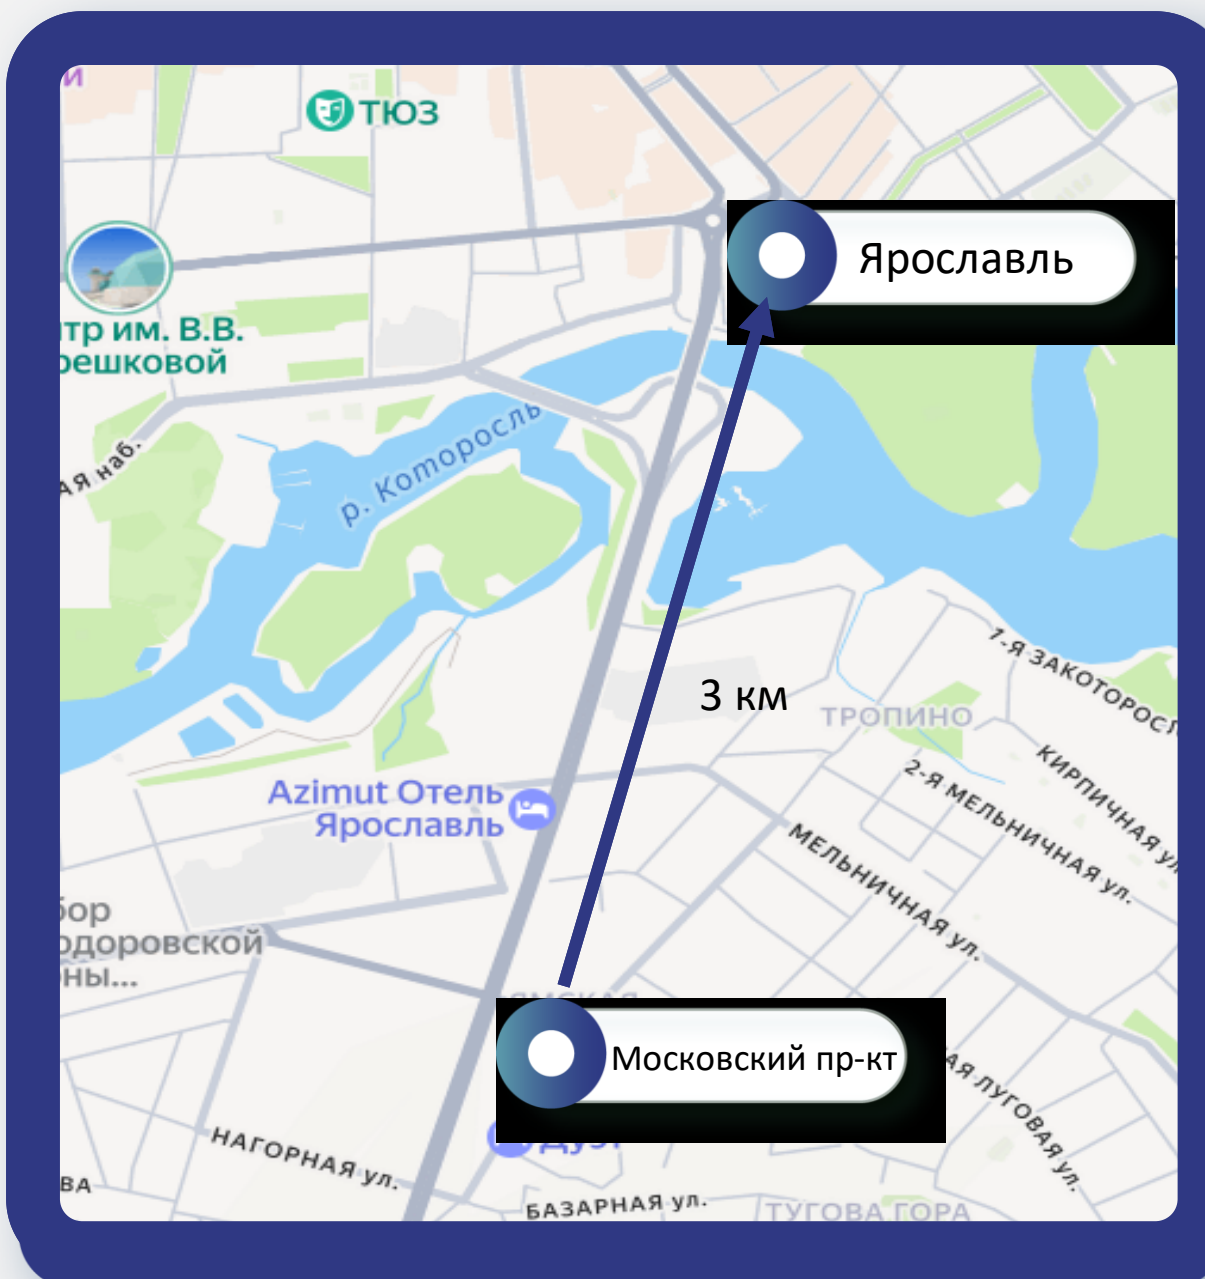 ТЮЗ
Ярославль
тр им. В.В.
решковой
АЯ наб.
р. Которосль
3 км
1-Я ЗАКОТОРОСЛ
ТРОПИНО
КИРПИЧНАЯ ул.
2-Я МЕЛЬНИЧНАЯ ул.
Azimut Отель
Ярославль
МЕЛЬНИЧНАЯ ул.
бор
одоровской
ны...
ЯМСКАЯ
Московский пр-кт
АЯ ЛУГОВАЯ ул.
НАГОРНАЯ ул.
ВА
БАЗАРНАЯ ул.
ТУГОВА ГОРА